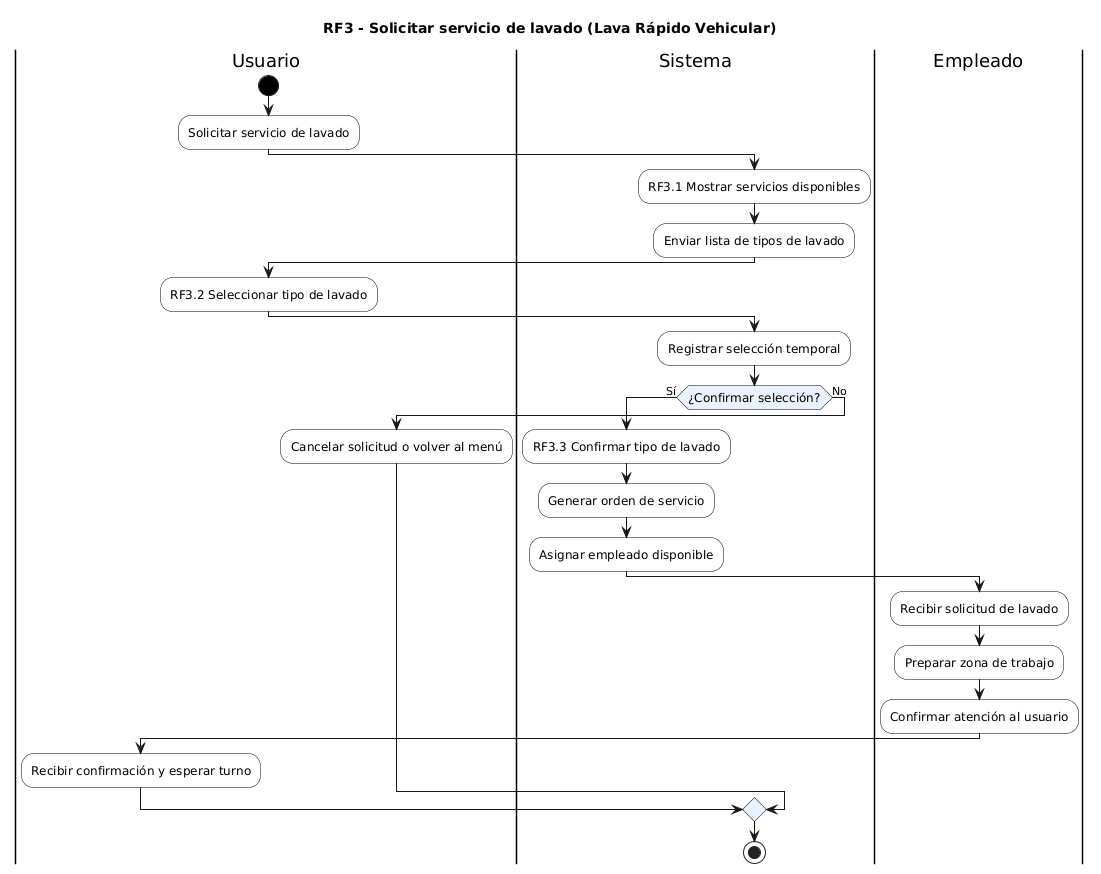 RF3 - Solicitar servicio de lavado (Lava Rápido Vehicular)
Usuario
Sistema
Empleado
Solicitar servicio de lavado
RF3.1 Mostrar servicios disponibles
Enviar lista de tipos de lavado
RF3.2 Seleccionar tipo de lavado
Registrar selección temporal
Sí
¿Confirmar selección?
No
Cancelar solicitud o volver al menú
RF3.3 Confirmar tipo de lavado
Generar orden de servicio
Asignar empleado disponible
Recibir solicitud de lavado
Preparar zona de trabajo
Confirmar atención al usuario
Recibir confirmación y esperar turno